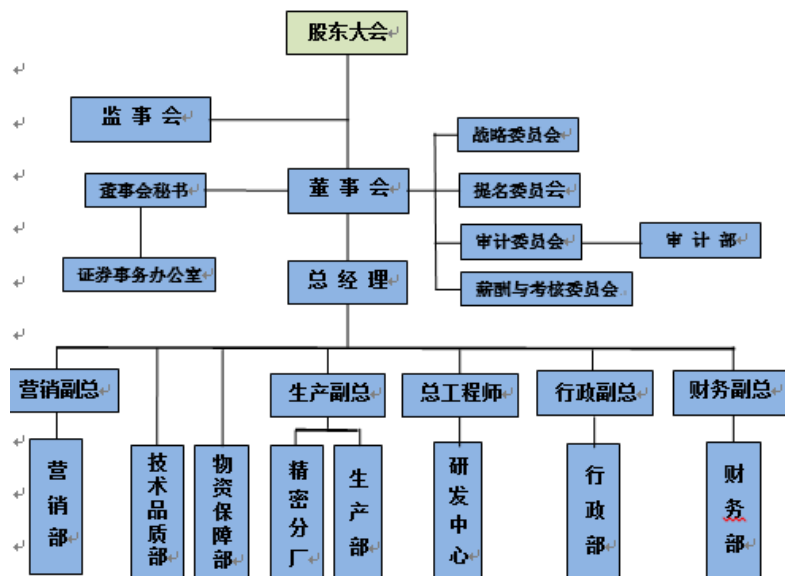 股东大会
监事会
战略委员会
董事会秘书
董事会
提名委员会
审计委员会
审计部
证券事务办公室
总经理
薪酬与考核委员会
营销副总
生产副总
总工程师
行政副总
财务副总
营销部
技术品质部
物资保障部
精密分厂
生产部
研发中心
行政部
财务部